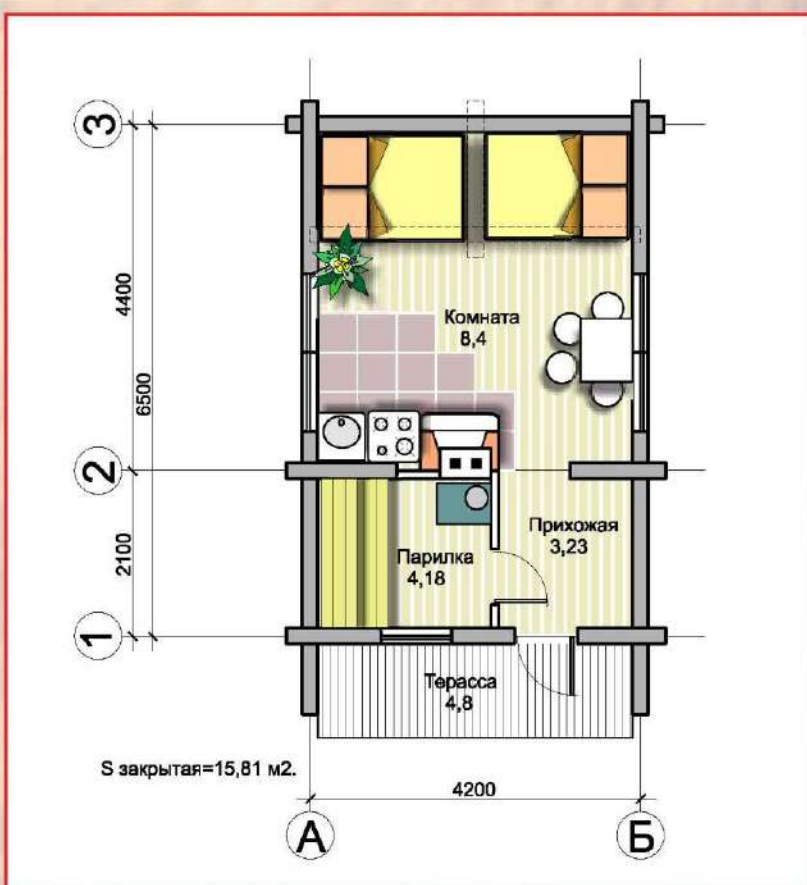 3
4400
6500
Комната
8,4
2
2100
Прихожая
3,23
Парилка
4,18
1
Терасса
4,8
S закрытая=15,81 м2.
4200
А
Б